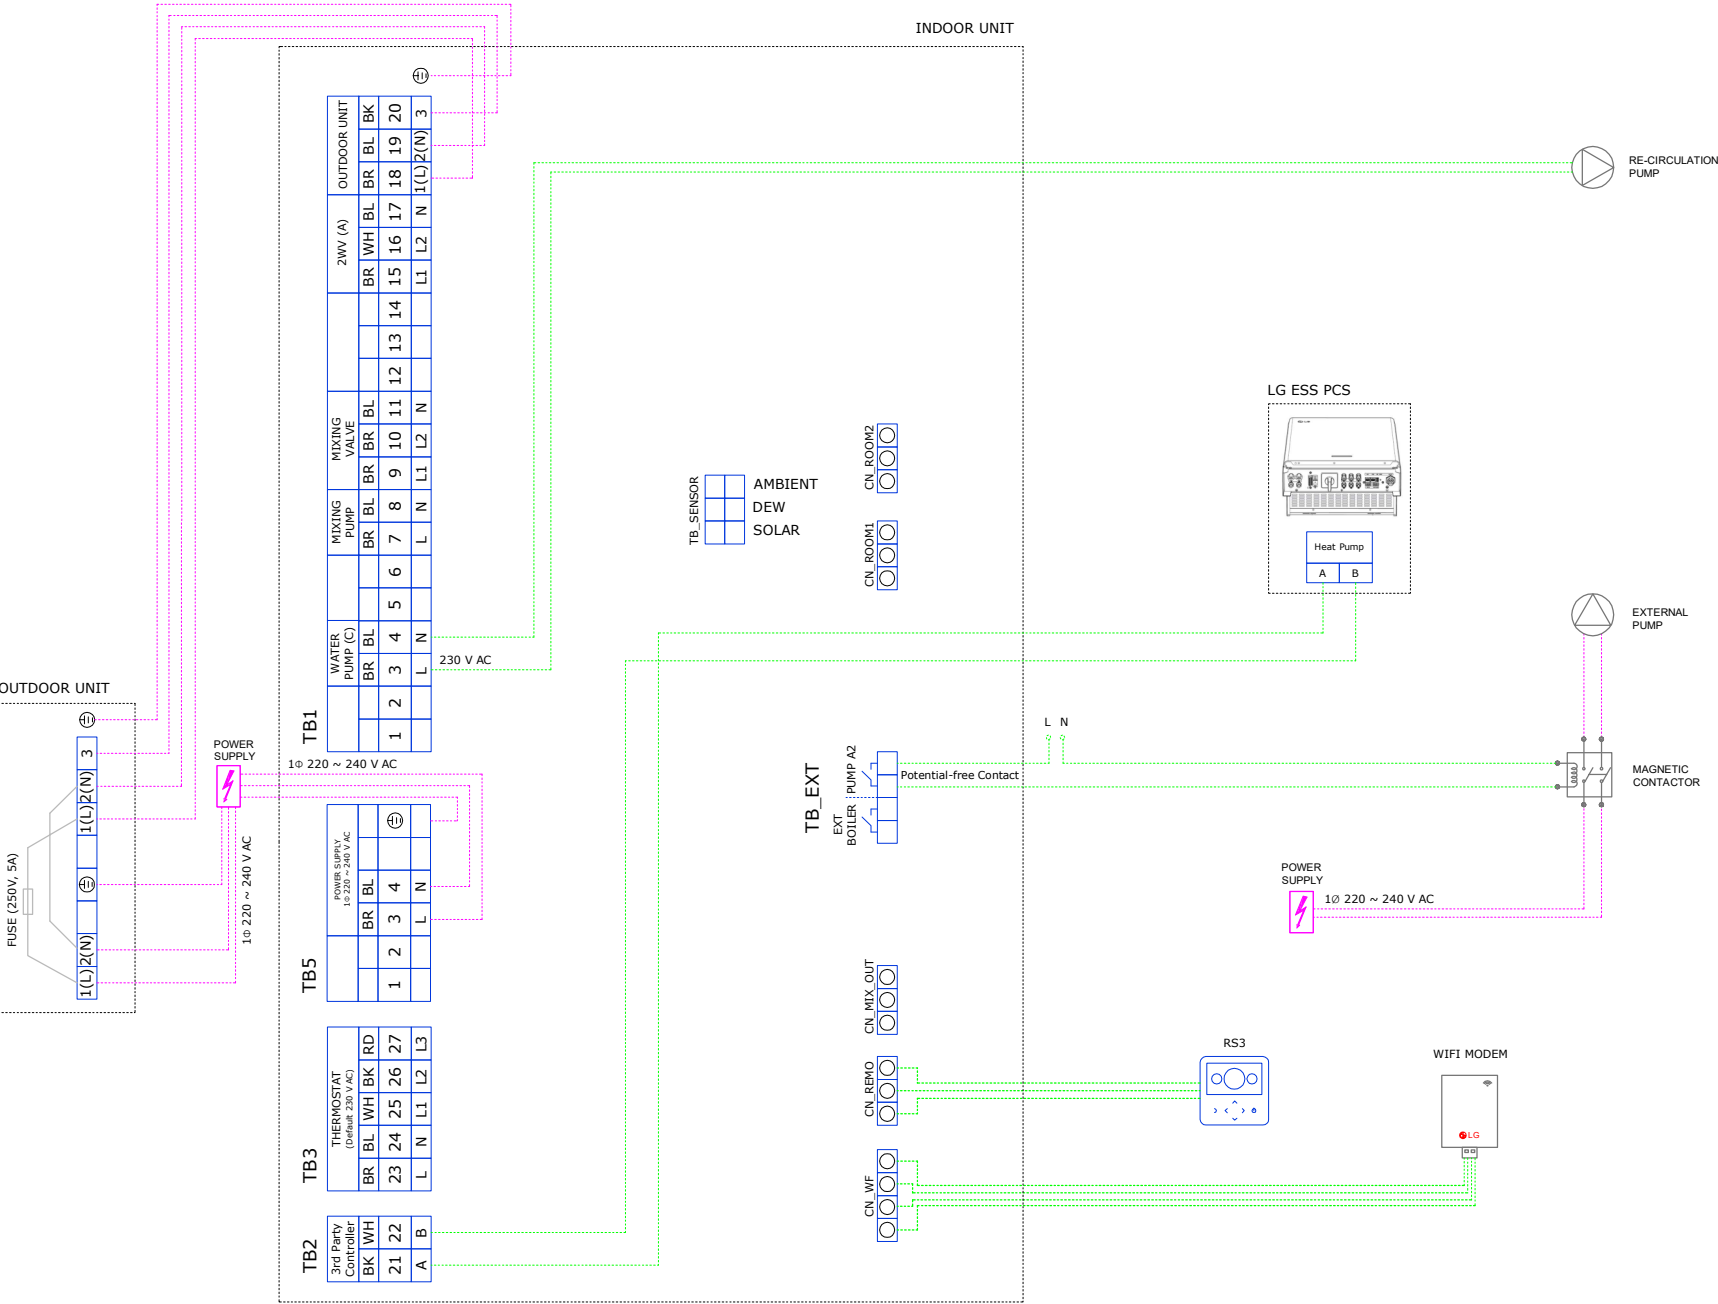 INDOOR UNIT
OUTDOOR UNIT
BK
20
3
BL
19
2(N)
BR
18
1(L)
2WV (A)
BL
17
N
WH
16
L2
BR
15
L1
14
13
12
MIXING
VALVE
BL
11
N
BR
10
L2
BR
9
L1
MIXING
PUMP
BL
8
N
BR
7
L
6
5
WATER
PUMP (C)
BL
4
N
BR
3
L
230 V AC
2
1
TB1
RE-CIRCULATION
PUMP
LG ESS PCS
Heat Pump
A
B
TB_SENSOR
AMBIENT
DEW
SOLAR
CN_ROOM2
CN_ROOM1
EXTERNAL
PUMP
OUTDOOR UNIT
3
2(N)
1(L)
2(N)
1(L)
FUSE (250V, 5A)
POWER
SUPPLY
1Φ 220 ~ 240 V AC
1Φ 220 ~ 240 V AC
TB5
POWER SUPPLY
1Φ 220 ~ 240 V AC
BL
4
N
BR
3
L
2
1
TB_EXT
PUMP A2
EXT
BOILER
Potential-free Contact
L N
MAGNETIC
CONTACTOR
POWER
SUPPLY
1Ø 220 ~ 240 V AC
TB3
THERMOSTAT
(Default 230 V AC)
RD
27
L3
BK
26
L2
WH
25
L1
BL
24
N
BR
23
L
TB2
3rd Party
Controller
WH
22
B
BK
21
A
CN_MIX_OUT
CN_REMO
CN_WF
RS3
WIFI MODEM
LG